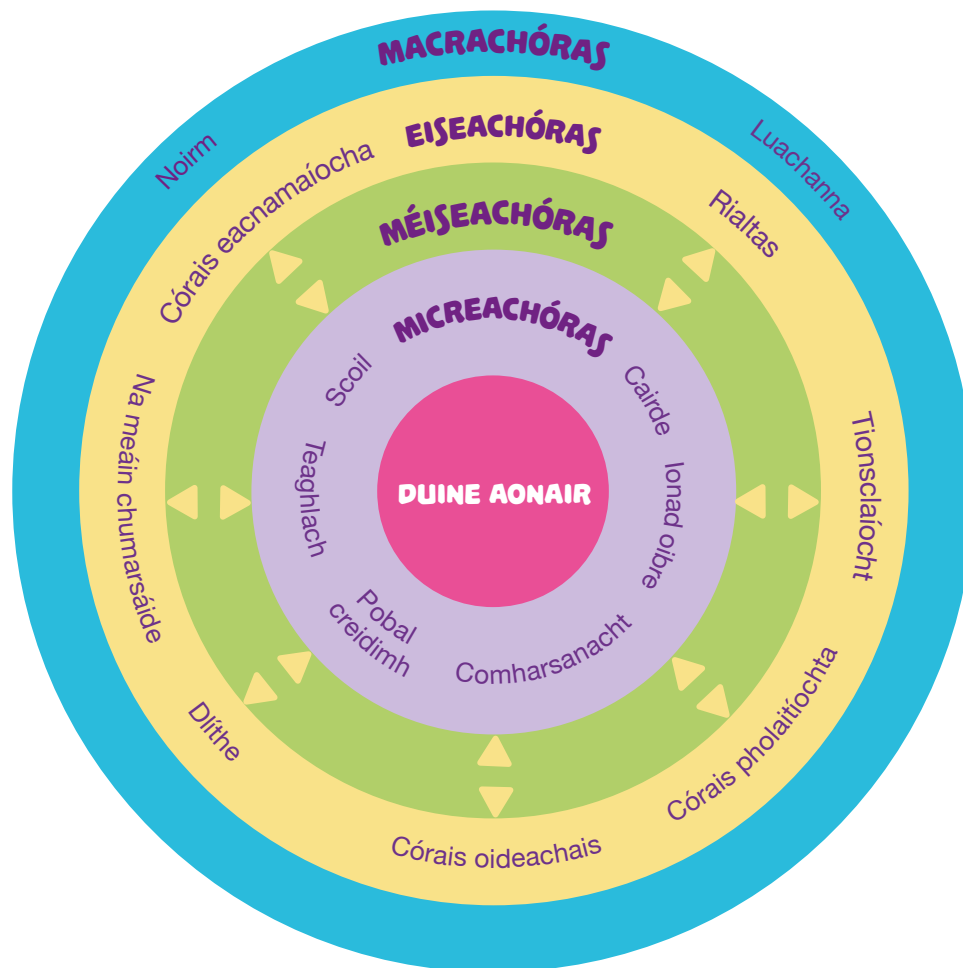 MACRACHÓRAS
Noirm
Luachanna
EISEACHÓRAS
Córais eacnamaíocha
Rialtas
Na meáin chumarsáide
Tionsclaíocht
Dlíthe
Córais pholaitíochta
Córais oideachais
MÉISEACHÓRAS
MICREACHÓRAS
Scoil
Cairde
Teaghlach
Ionad oibre
Pobal
creidimh
Comharsanacht
DUINE AONAIR